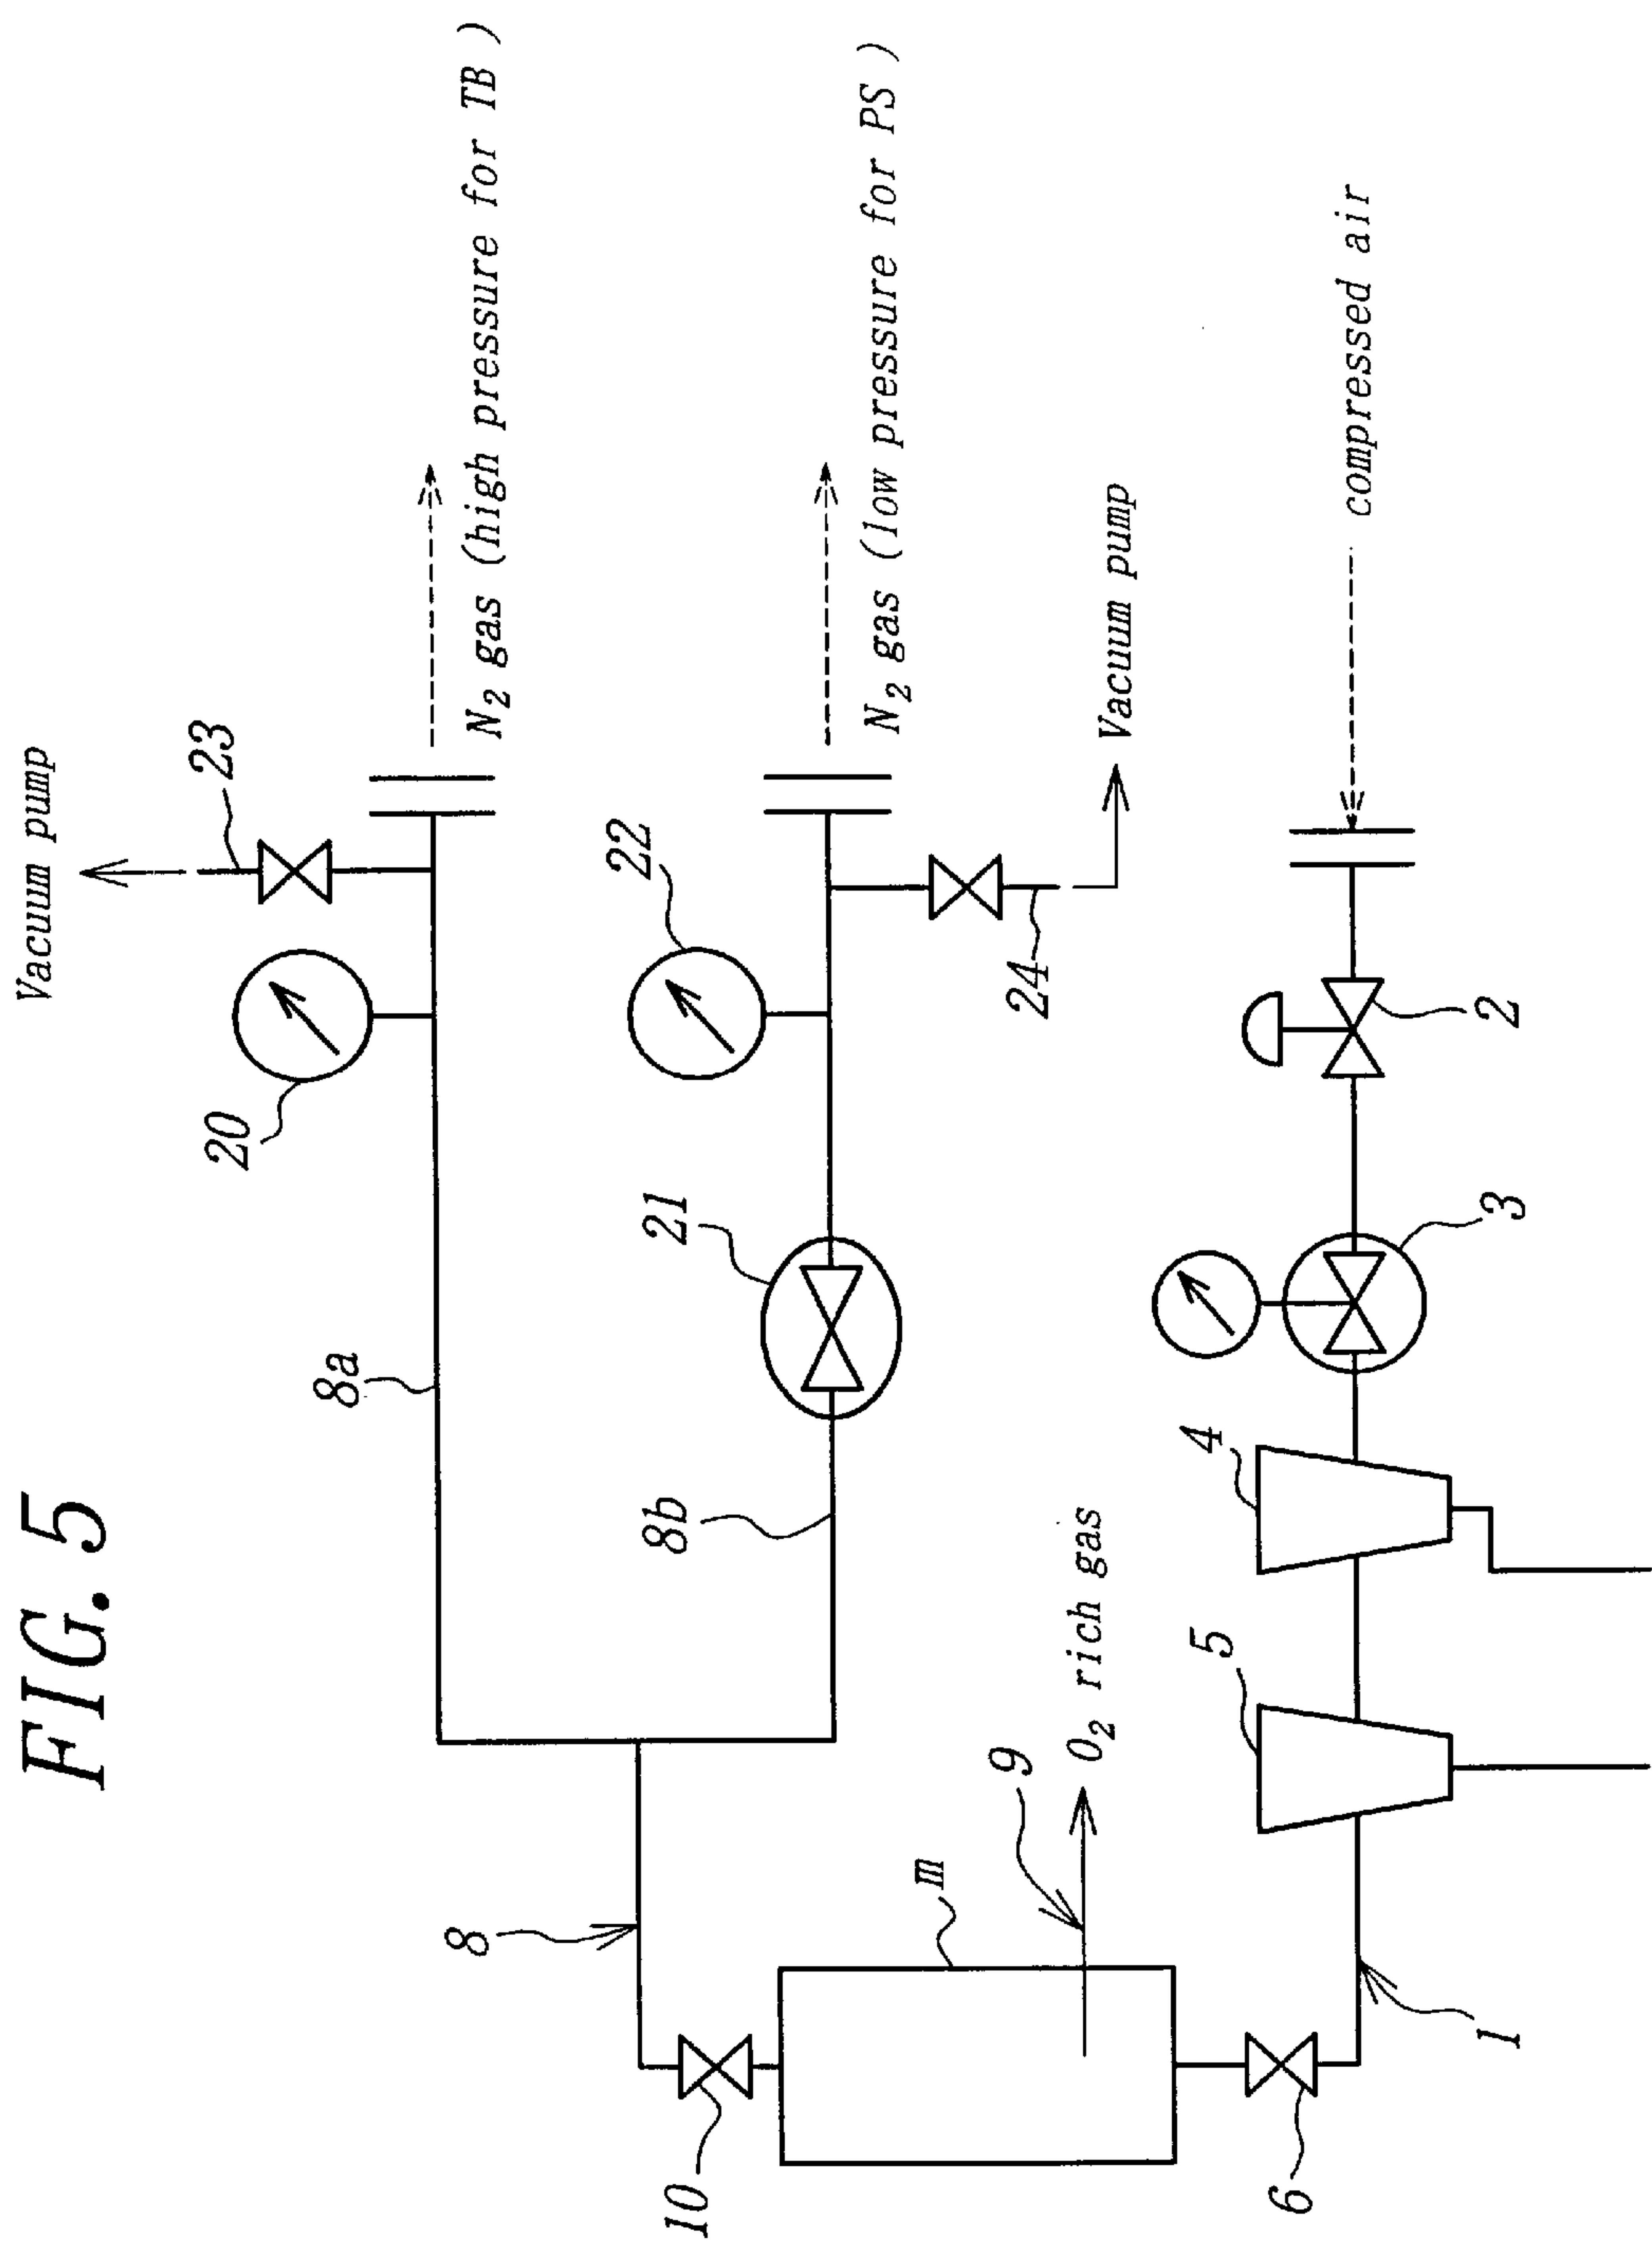 FIG. 5
Vacuum pump
23
20
N2 gas (high pressure for TB )
8a
22
21
N2 gas (low pressure for PS )
8b
24
Vacuum pump
8
10
m
9
O2 rich gas
compressed air
2
3
4
5
6
1